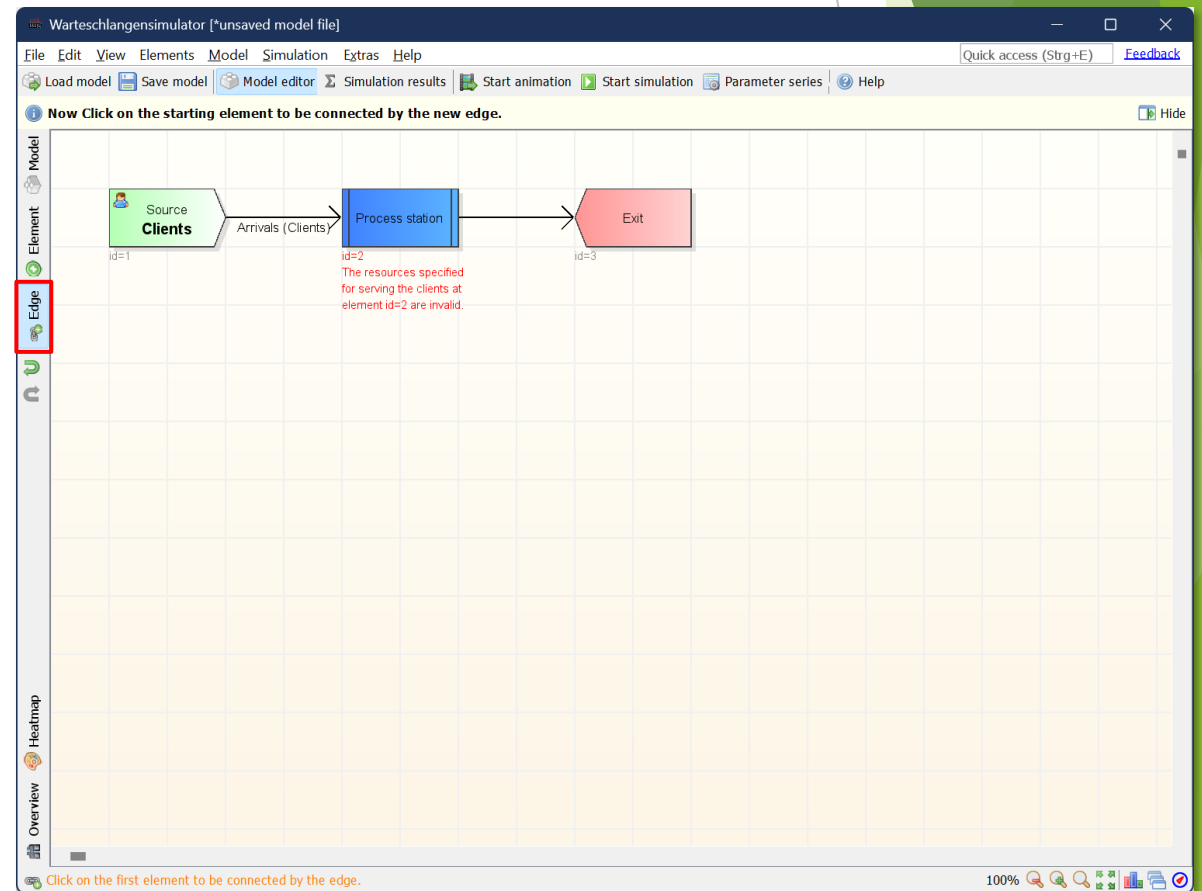 Warteschlangensimulator [*unsaved model file]
File Edit View Elements Model Simulation Extras Help Quick access (Strg+E) Feedback
Load model Save model Model editor Σ Simulation results Start animation Start simulation Parameter series Help
Now Click on the starting element to be connected by the new edge. Hide
Model
Element
Edge
Source
Clients
id=1
Arrivals (Clients)
Process station
id=2
The resources specified
for serving the clients at
element id=2 are invalid.
Exit
id=3
Heatmap
Overview
Click on the first element to be connected by the edge. 100%